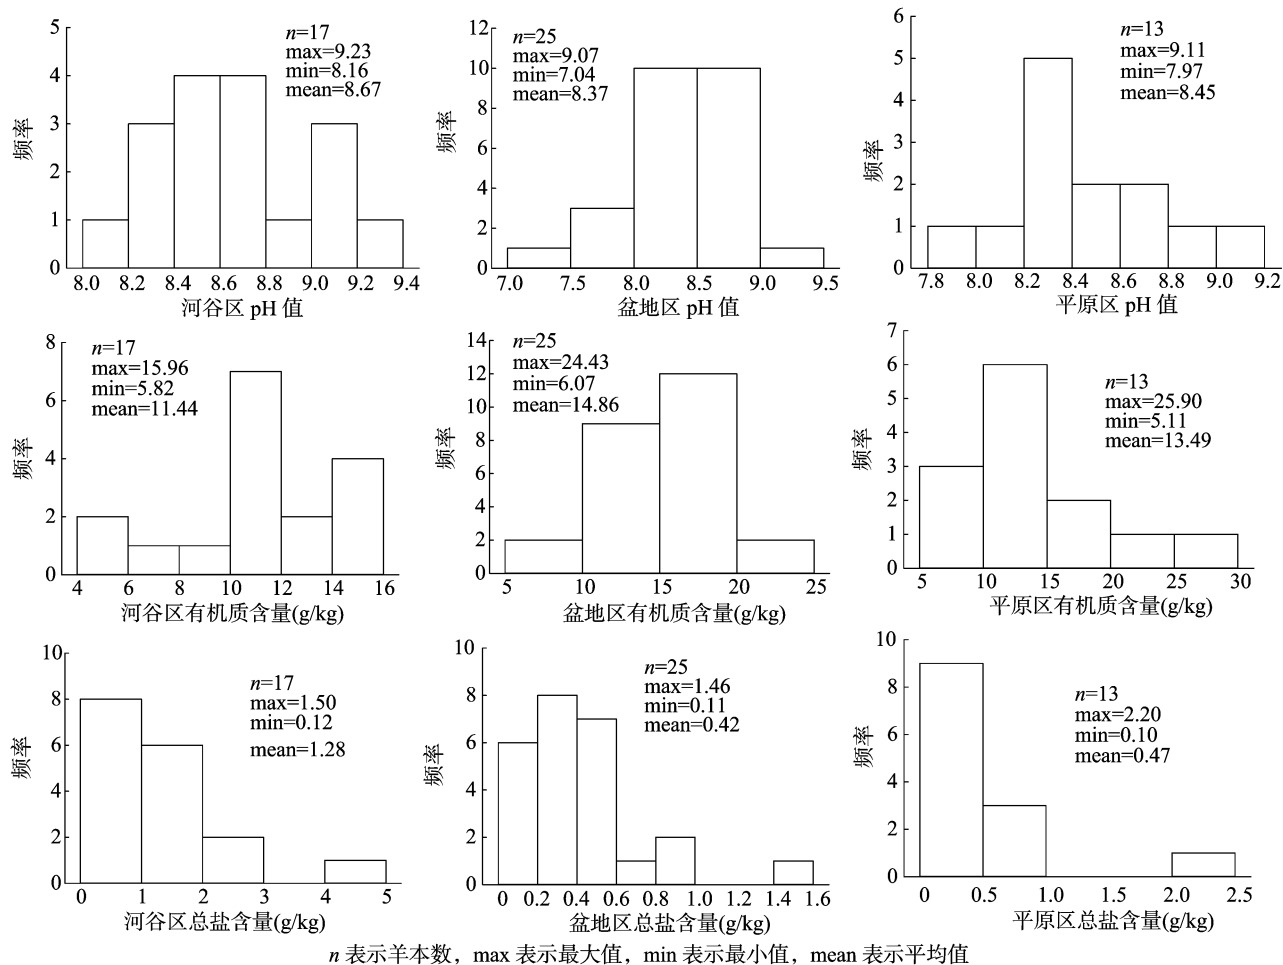 5
4
3
2
1
0
频率
n=17
max=9.23
min=8.16
mean=8.67
8.0 8.2 8.4 8.6 8.8 9.0 9.2 9.4
河谷区 pH 值
12
10
8
6
4
2
0
频率
n=25
max=9.07
min=7.04
mean=8.37
7.0 7.5 8.0 8.5 9.0 9.5
盆地区 pH 值
6
5
4
3
2
1
0
频率
n=13
max=9.11
min=7.97
mean=8.45
7.8 8.0 8.2 8.4 8.6 8.8 9.0 9.2
平原区 pH 值
8
6
4
2
0
频率
n=17
max=15.96
min=5.82
mean=11.44
4 6 8 10 12 14 16
河谷区有机质含量(g/kg)
14
12
10
8
6
4
2
0
频率
n=25
max=24.43
min=6.07
mean=14.86
5 10 15 20 25
盆地区有机质含量(g/kg)
7
6
5
4
3
2
1
0
频率
n=13
max=25.90
min=5.11
mean=13.49
5 10 15 20 25 30
平原区有机质含量(g/kg)
10
8
6
4
2
0
频率
n=17
max=1.50
min=0.12
mean=1.28
0 1 2 3 4 5
河谷区总盐含量(g/kg)
10
8
6
4
2
0
频率
n=25
max=1.46
min=0.11
mean=0.42
0 0.2 0.4 0.6 0.8 1.0 1.2 1.4 1.6
盆地区总盐含量(g/kg)
10
8
6
4
2
0
频率
n=13
max=2.20
min=0.10
mean=0.47
0 0.5 1.0 1.5 2.0 2.5
平原区总盐含量(g/kg)
n 表示羊本数，max 表示最大值，min 表示最小值，mean 表示平均值